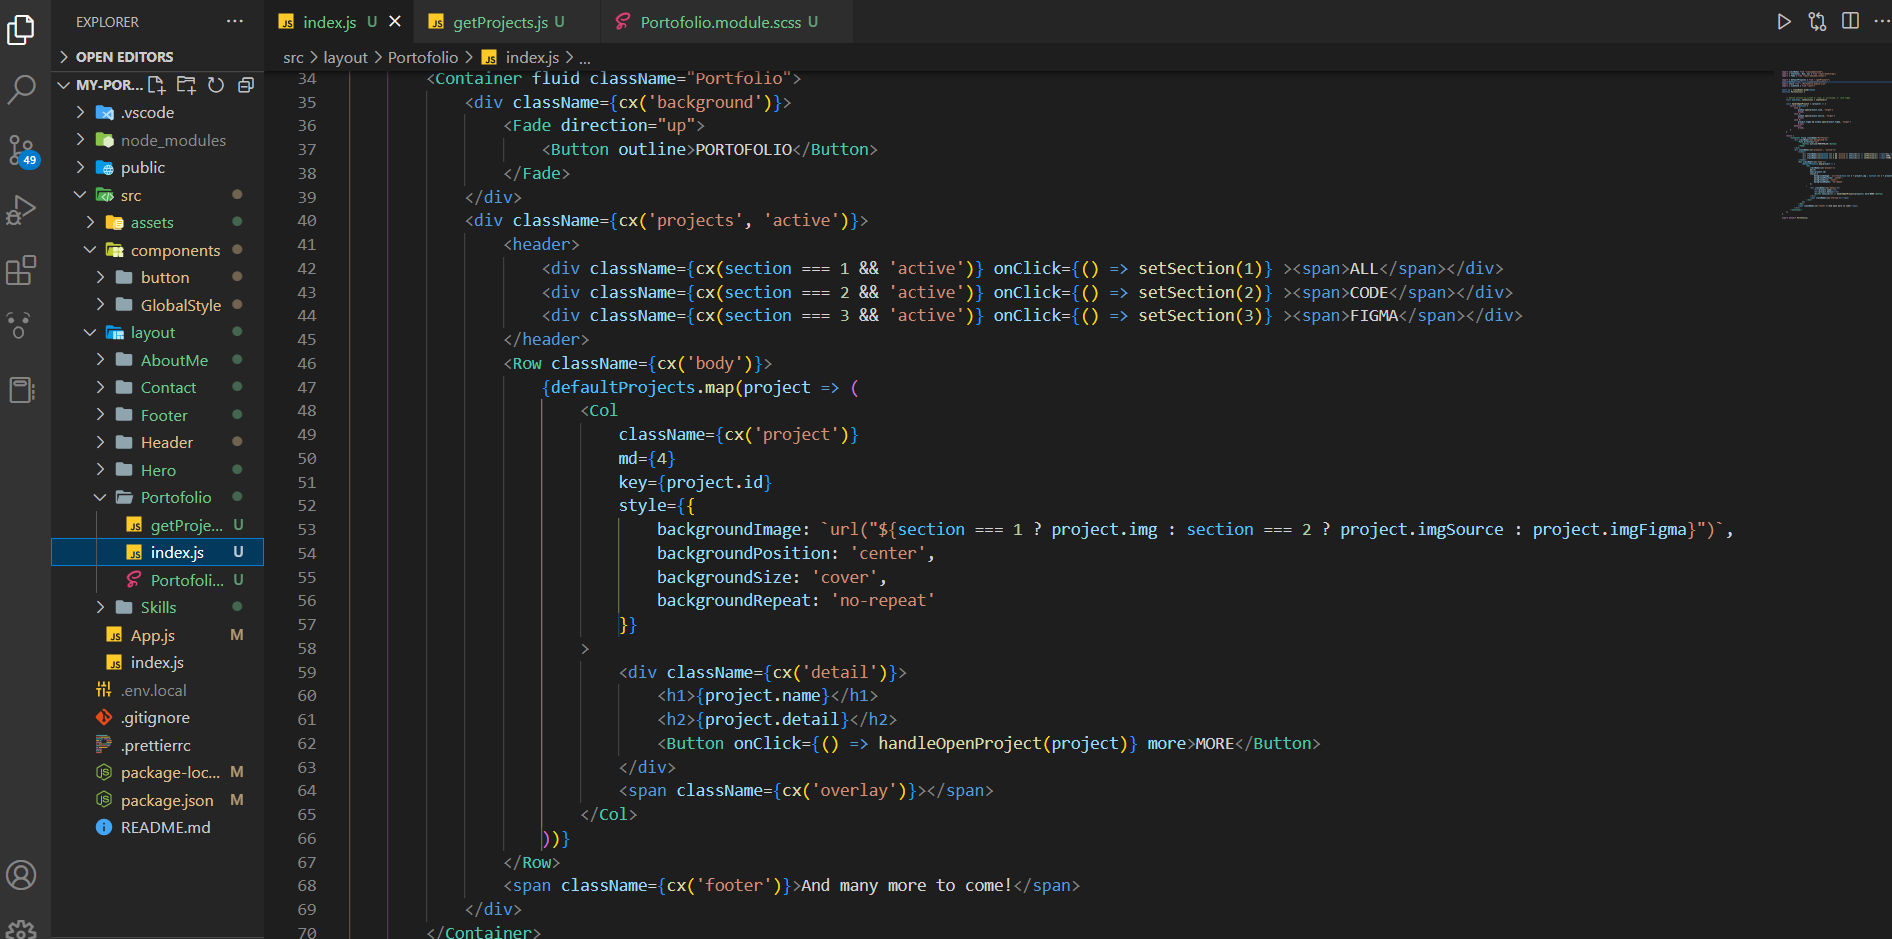 EXPLORER
index.js U
getProjects.js U
Portofolio.module.scss U
OPEN EDITORS
src > layout > Portofolio > index.js > ...
MY-POR...
.vscode
node_modules
public
src
assets
components
button
GlobalStyle
layout
AboutMe
Contact
Footer
Header
Hero
Portofolio
getProje... U
index.js U
Portofoli... U
Skills
App.js M
index.js
.env.local
.gitignore
.prettierrc
package-loc... M
package.json M
README.md
49
34 <Container fluid className="Portfolio">
35 <div className={cx('background')}>
36 <Fade direction="up">
37 <Button outline>PORTOFOLIO</Button>
38 </Fade>
39 </div>
40 <div className={cx('projects', 'active')}>
41 <header>
42 <div className={cx(section === 1 && 'active')} onClick={() => setSection(1)} ><span>ALL</span></div>
43 <div className={cx(section === 2 && 'active')} onClick={() => setSection(2)} ><span>CODE</span></div>
44 <div className={cx(section === 3 && 'active')} onClick={() => setSection(3)} ><span>FIGMA</span></div>
45 </header>
46 <Row className={cx('body')}>
47 {defaultProjects.map(project => (
48 <Col
49 className={cx('project')}
50 md={4}
51 key={project.id}
52 style={{
53 backgroundImage: `url("${section === 1 ? project.img : section === 2 ? project.imgSource : project.imgFigma}")`,
54 backgroundPosition: 'center',
55 backgroundSize: 'cover',
56 backgroundRepeat: 'no-repeat'
57 }}
58 >
59 <div className={cx('detail')}>
60 <h1>{project.name}</h1>
61 <h2>{project.detail}</h2>
62 <Button onClick={() => handleOpenProject(project)} more>MORE</Button>
63 </div>
64 <span className={cx('overlay')}></span>
65 </Col>
66 ))}
67 </Row>
68 <span className={cx('footer')}>And many more to come!</span>
69 </div>
70 </Container>